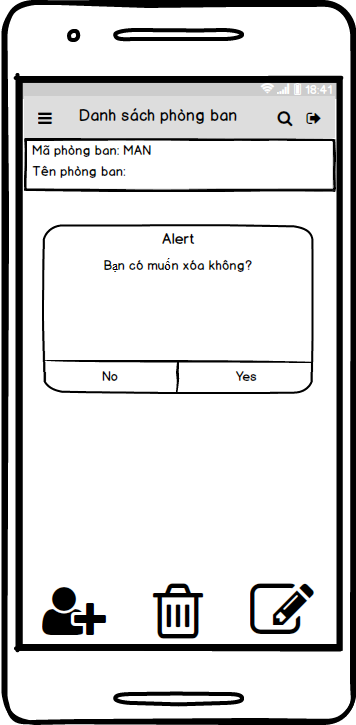 18:41
Danh sách phòng ban
Mã phòng ban: MAN
Tên phòng ban:
Alert
Bạn có muốn xóa không?
No
Yes